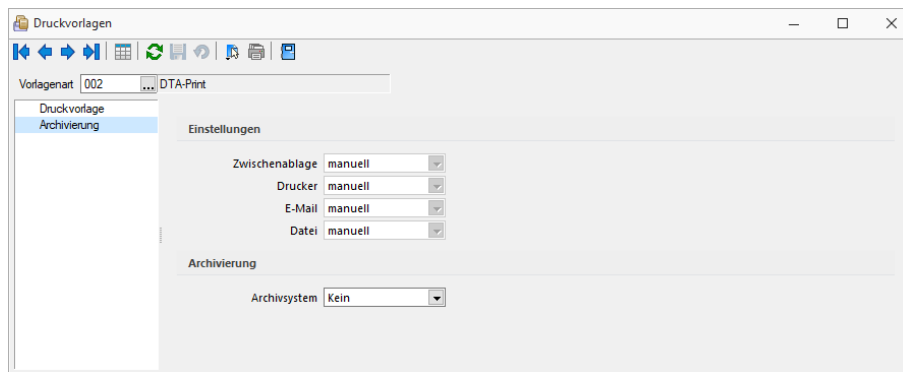 Druckvorlagen
Vorlagenart 002 ... DTA-Print
Druckvorlage
Archivierung
Einstellungen
Zwischenablage manuell
Drucker manuell
E-Mail manuell
Datei manuell
Archivierung
Archivsystem Kein